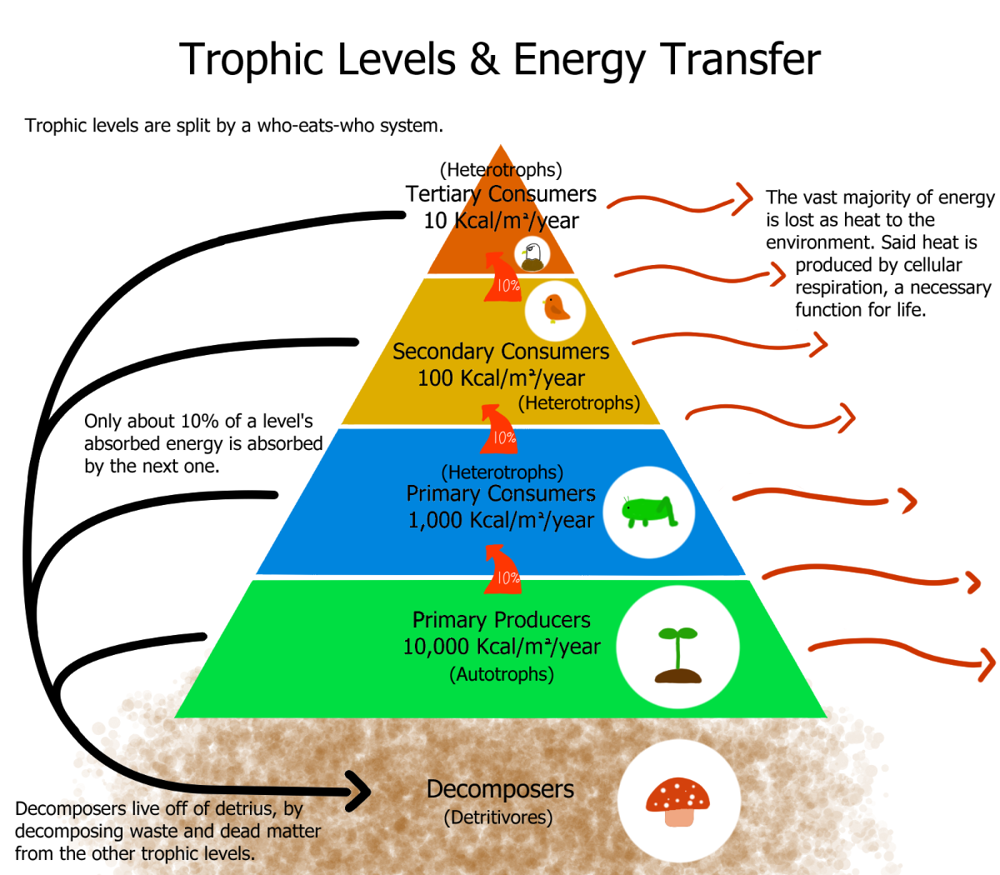 Trophic Levels & Energy Transfer
Trophic levels are split by a who-eats-who system.
(Heterotrophs)
Tertiary Consumers
10 Kcal/m²/year
The vast majority of energy
is lost as heat to the
environment. Said heat is
produced by cellular
respiration, a necessary
function for life.
10%
Secondary Consumers
100 Kcal/m²/year
(Heterotrophs)
Only about 10% of a level's
absorbed energy is absorbed
by the next one.
10%
(Heterotrophs)
Primary Consumers
1,000 Kcal/m²/year
10%
Primary Producers
10,000 Kcal/m²/year
(Autotrophs)
Decomposers
(Detritivores)
Decomposers live off of detrius, by
decomposing waste and dead matter
from the other trophic levels.